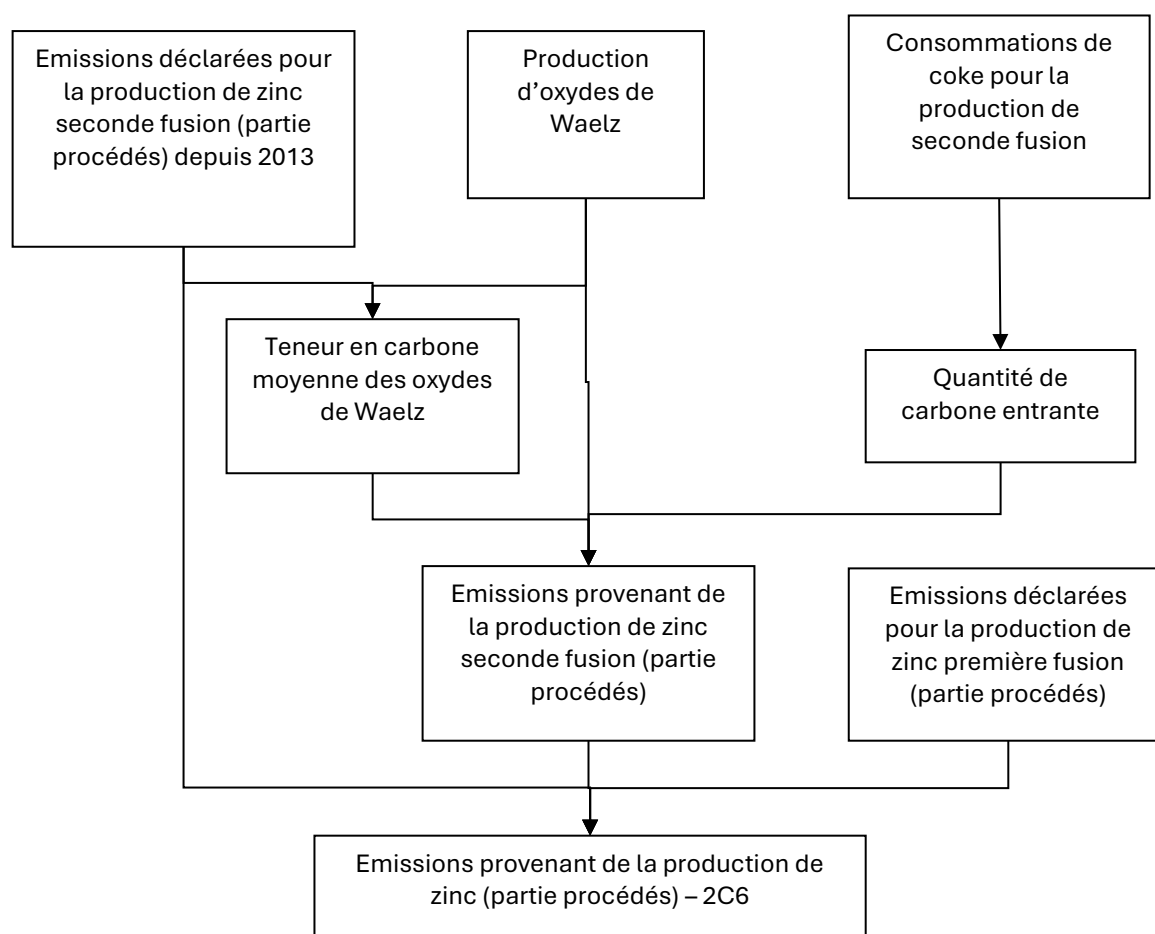 Emissions déclarées pour
la production de zinc
seconde fusion (partie
procédés) depuis 2013
Production
d’oxydes de
Waelz
Consommations de
coke pour la
production de
seconde fusion
Teneur en carbone
moyenne des oxydes
de Waelz
Quantité de
carbone entrante
Emissions provenant de
la production de zinc
seconde fusion (partie
procédés)
Emissions déclarées
pour la production de
zinc première fusion
(partie procédés)
Emissions provenant de la production de
zinc (partie procédés) – 2C6